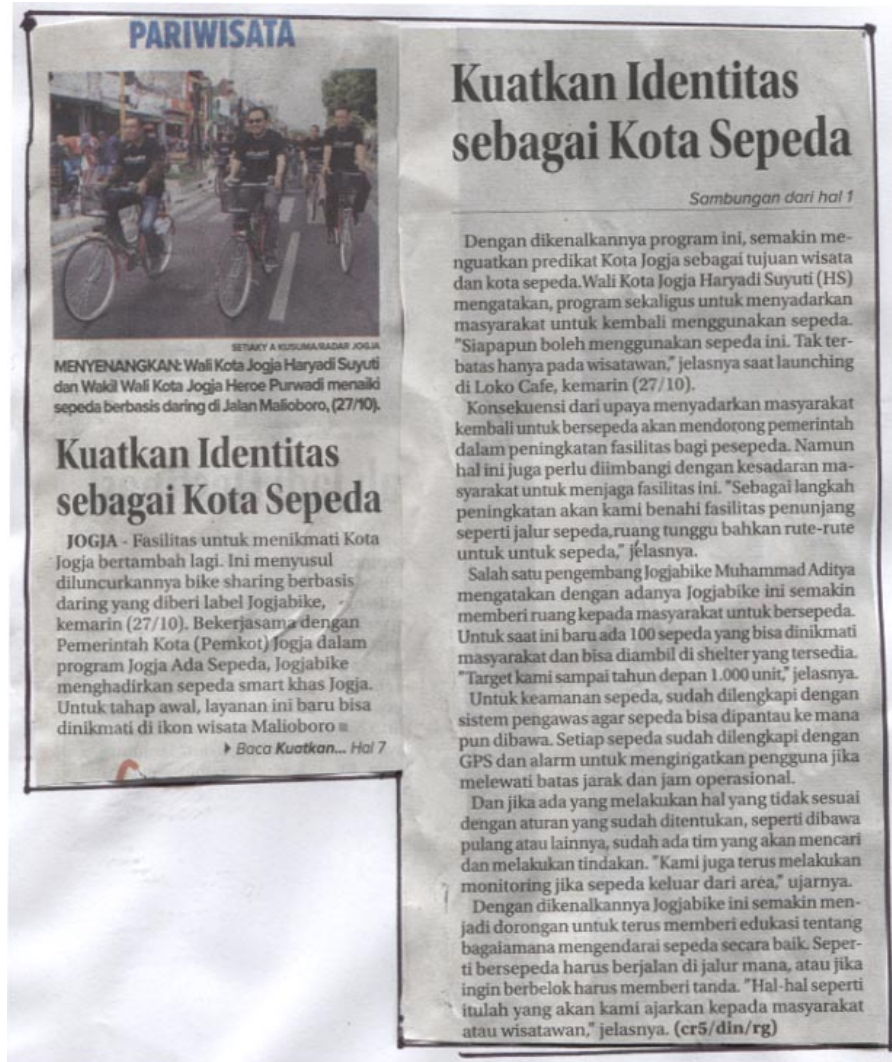 PARIWISATA
SETIAKY A KUSUMA/RADAR JOGJA
MENYENANGKAN: Wali Kota Jogja Haryadi Suyuti
dan Wakil Wali Kota Jogja Heroe Purwadi menaiki
sepeda berbasis daring di Jalan Malioboro, (27/10).
Kuatkan Identitas
sebagai Kota Sepeda
JOGJA - Fasilitas untuk menikmati Kota
Jogja bertambah lagi. Ini menyusul
diluncurkannya bike sharing berbasis
daring yang diberi label Jogjabike,
kemarin (27/10). Bekerjasama dengan
Pemerintah Kota (Pemkot) Jogja dalam
program Jogja Ada Sepeda, Jogjabike
menghadirkan sepeda smart khas Jogja.
Untuk tahap awal, layanan ini baru bisa
dinikmati di ikon wisata Malioboro
Baca Kuatkan... Hal 7
Kuatkan Identitas
sebagai Kota Sepeda
Sambungan dari hal 1
Dengan dikenalkannya program ini, semakin me-
nguatkan predikat Kota Jogja sebagai tujuan wisata
dan kota sepeda.Wali Kota Jogja Haryadi Suyuti (HS)
mengatakan, program sekaligus untuk menyadarkan
masyarakat untuk kembali menggunakan sepeda.
"Siapapun boleh menggunakan sepeda ini. Tak ter-
batas hanya pada wisatawan," jelasnya saat launching
di Loko Cafe, kemarin (27/10).
Konsekuensi dari upaya menyadarkan masyarakat
kembali untuk bersepeda akan mendorong pemerintah
dalam peningkatan fasilitas bagi pesepeda. Namun
hal ini juga perlu diimbangi dengan kesadaran ma-
syarakat untuk menjaga fasilitas ini. "Sebagai langkah
peningkatan akan kami benahi fasilitas penunjang
seperti jalur sepeda,ruang tunggu bahkan rute-rute
untuk untuk sepeda," jelasnya.
Salah satu pengembang Jogjabike Muhammad Aditya
mengatakan dengan adanya Jogjabike ini semakin
memberi ruang kepada masyarakat untuk bersepeda.
Untuk saat ini baru ada 100 sepeda yang bisa dinikmati
masyarakat dan bisa diambil di shelter yang tersedia.
"Target kami sampai tahun depan 1.000 unit," jelasnya.
Untuk keamanan sepeda, sudah dilengkapi dengan
sistem pengawas agar sepeda bisa dipantau ke mana
pun dibawa. Setiap sepeda sudah dilengkapi dengan
GPS dan alarm untuk mengingatkan pengguna jika
melewati batas jarak dan jam operasional.
Dan jika ada yang melakukan hal yang tidak sesuai
dengan aturan yang sudah ditentukan, seperti dibawa
pulang atau lainnya, sudah ada tim yang akan mencari
dan melakukan tindakan. "Kami juga terus melakukan
monitoring jika sepeda keluar dari area," ujarnya.
Dengan dikenalkannya Jogjabike ini semakin men-
jadi dorongan untuk terus memberi edukasi tentang
bagaiamana mengendarai sepeda secara baik. Seper-
ti bersepeda harus berjalan di jalur mana, atau jika
ingin berbelok harus memberi tanda. "Hal-hal seperti
itulah yang akan kami ajarkan kepada masyarakat
atau wisatawan," jelasnya. (cr5/din/rg)